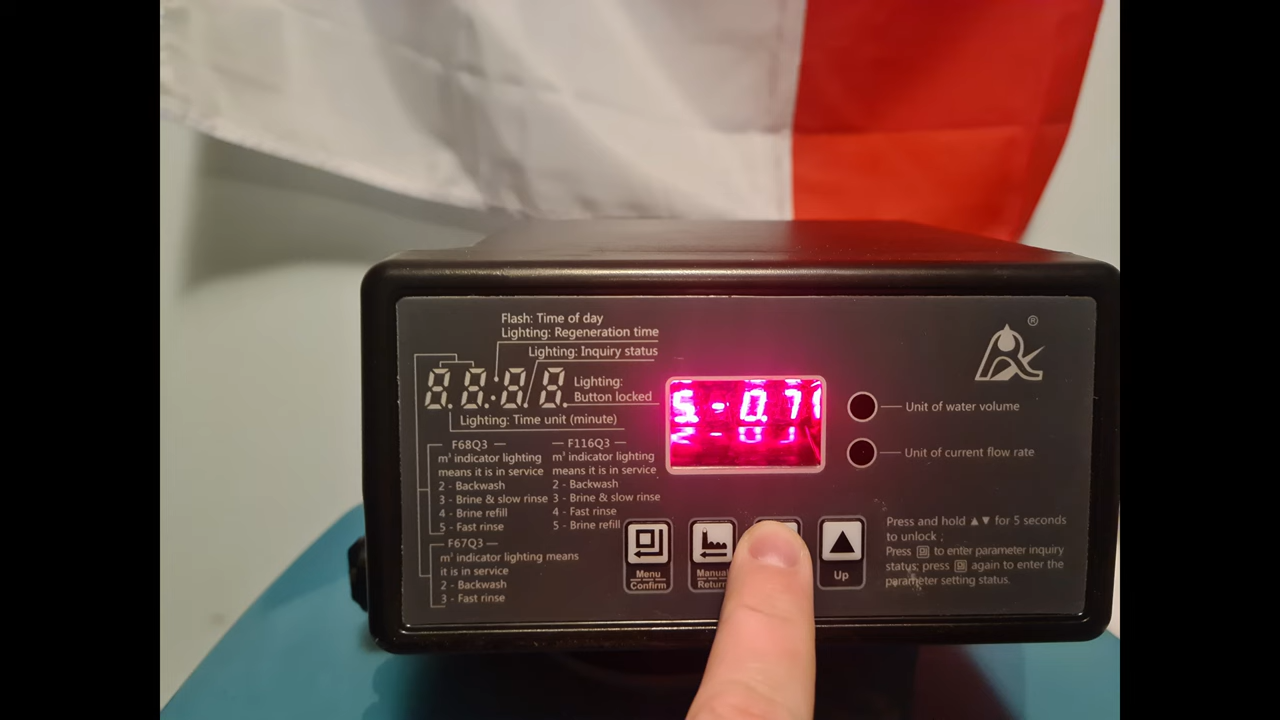 Flash: Time of day
Lighting: Regeneration time
Lighting: Inquiry status
88:88.
Lighting:
Button locked
Lighting: Time unit (minute)
F68Q3
m³ indicator lighting
means it is in service
2 - Backwash
3 - Brine & slow rinse
4 - Brine refill
5 - Fast rinse
F116Q3
m³ indicator lighting
means it is in service
2 - Backwash
3 - Brine & slow rinse
4 - Fast rinse
5 - Brine refill
F67Q3
m³ indicator lighting means
it is in service
2 - Backwash
3 - Fast rinse
5.-0.7
®
Unit of water volume
Unit of current flow rate
Menu
Confirm
Up
Press and hold ▲▼ for 5 seconds
to unlock .
Press to enter parameter inquiry
status; press again to enter the
parameter setting status.